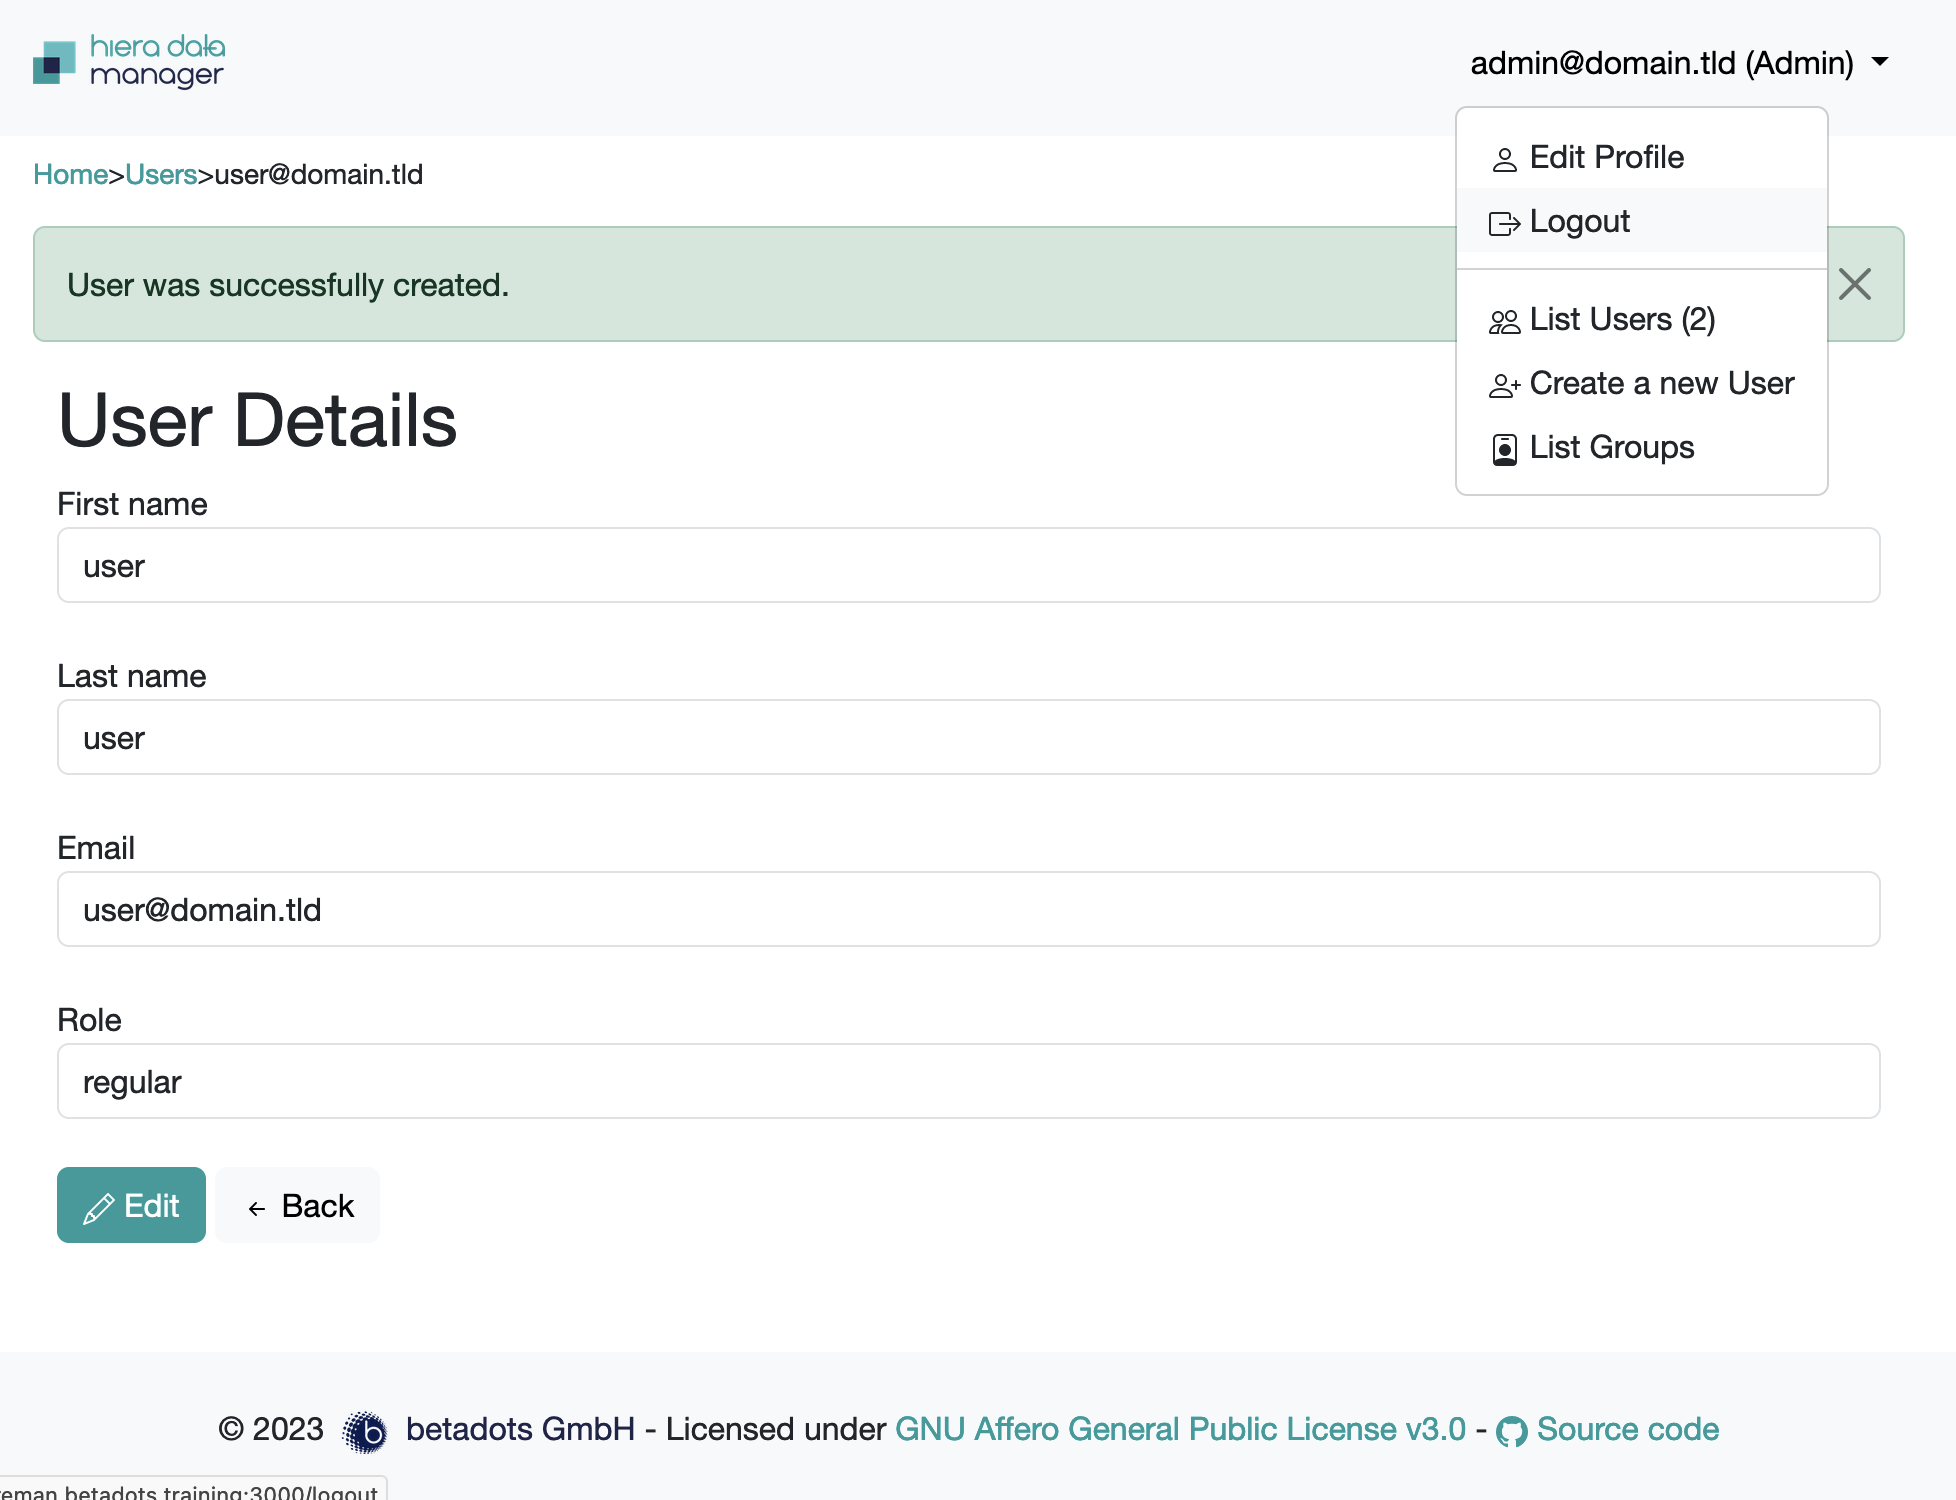 hiera data
manager
admin@domain.tld (Admin)
Edit Profile
Logout
List Users (2)
Create a new User
List Groups
Home>Users>user@domain.tld
User was successfully created.
User Details
First name
user
Last name
user
Email
user@domain.tld
Role
regular
Edit
Back
© 2023 b betadots GmbH - Licensed under GNU Affero General Public License v3.0 - Source code
eman.betadots.training:3000/logout